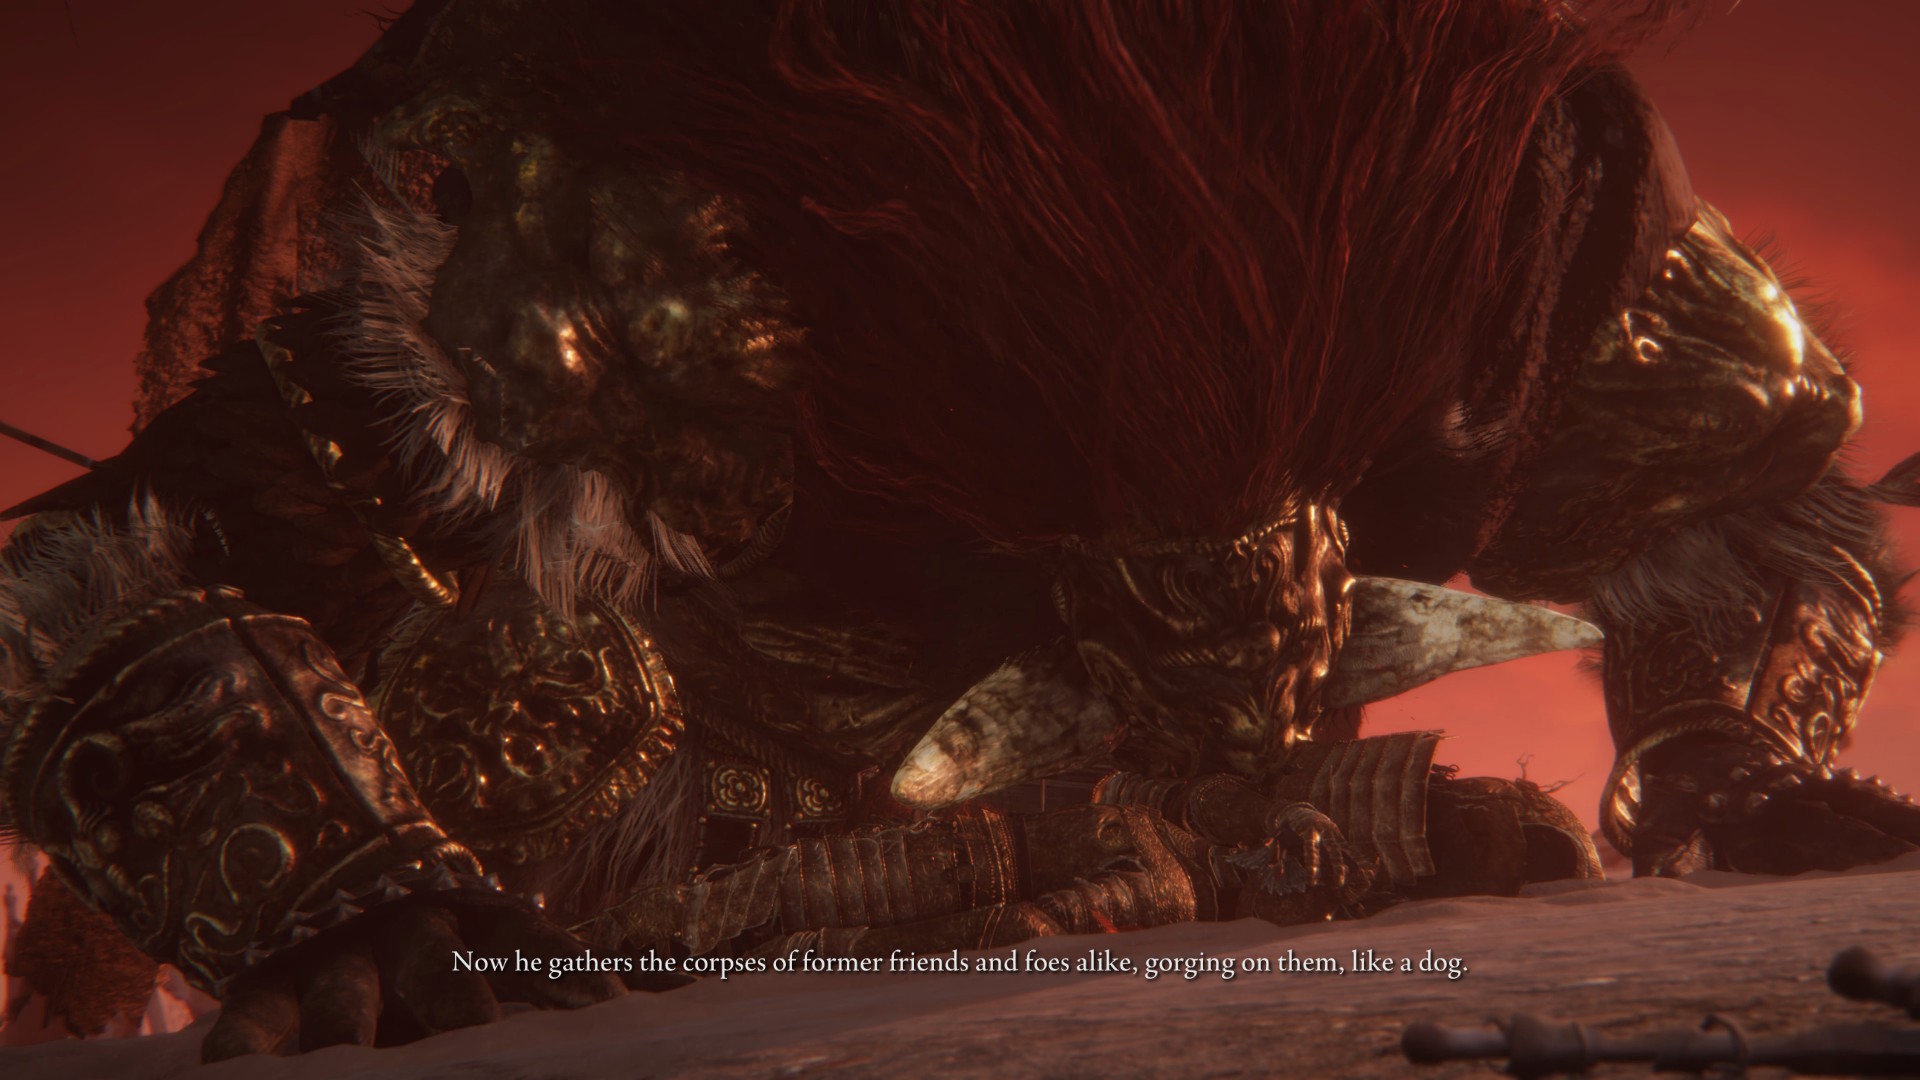 Now he gathers the corpses of former friends and foes alike, gorging on them, like a dog.